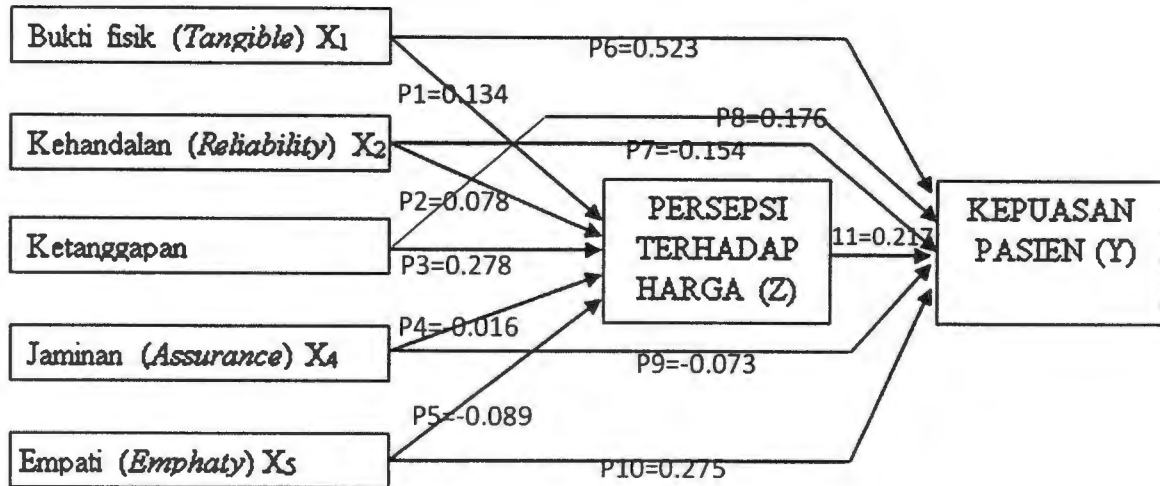 Bukti fisik (Tangible) X1
P6=0.523
P1=0.134
P8=0.176
Kehandalan (Reliability) X2
P7=-0.154
P2=0.078
PERSEPSI
TERHADAP
HARGA (Z)
KEPUASAN
PASIEN (Y)
Ketanggapan
P3=0.278
11=0.217
P4=-0.016
Jaminan (Assurance) X4
P9=-0.073
P5=-0.089
Empati (Emphaty) X5
P10=0.275